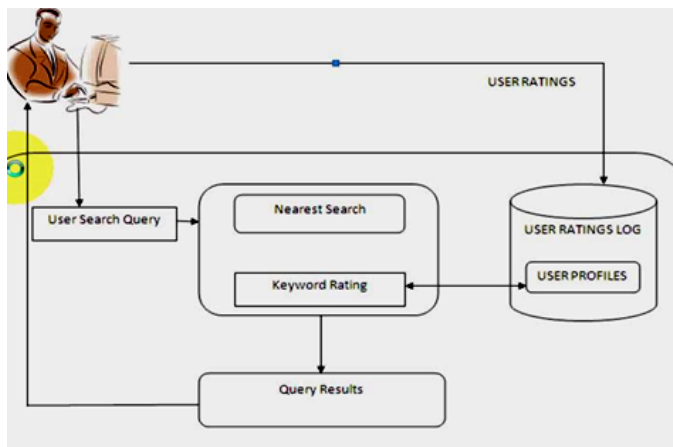 USER RATINGS
User Search Query
Nearest Search
USER RATINGS LOG
Keyword Rating
USER PROFILES
Query Results